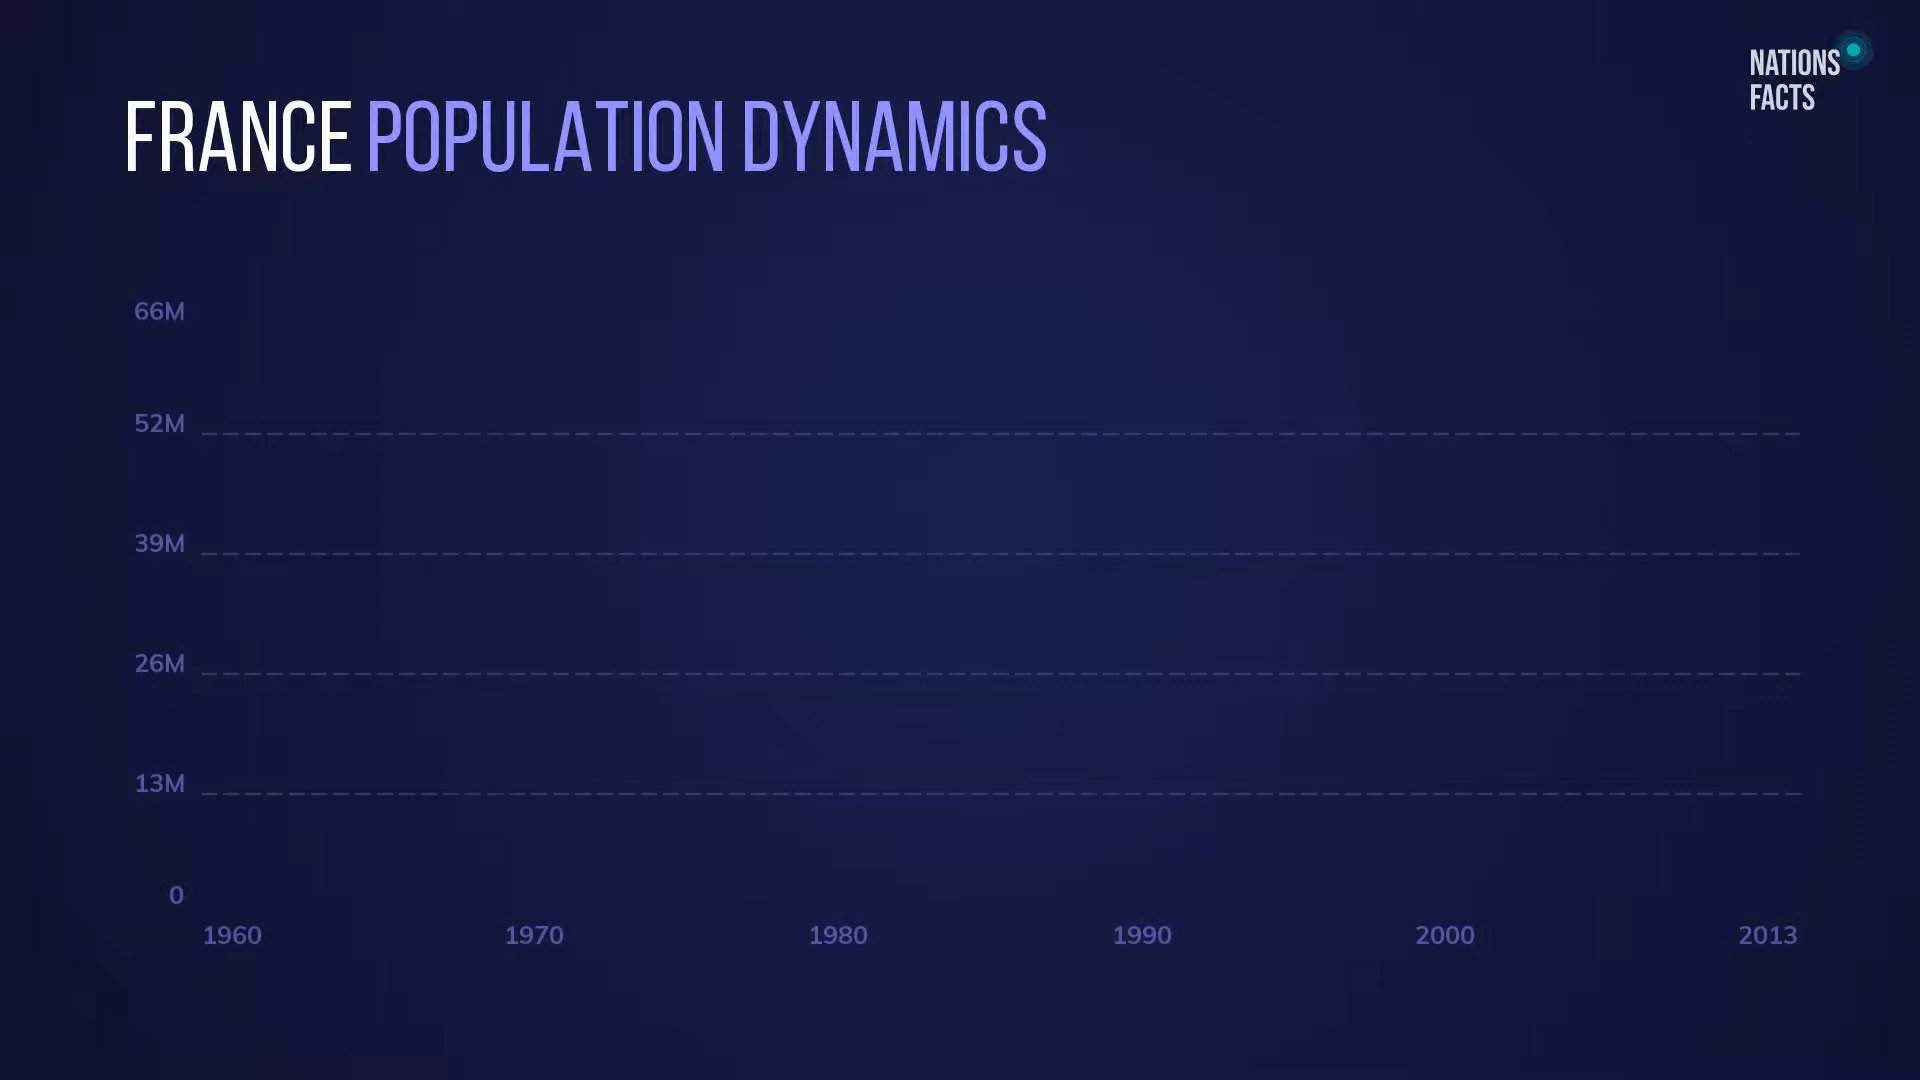 NATIONS
FACTS
FRANCE POPULATION DYNAMICS
66M
52M
39M
26M
13M
0
1960 1970 1980 1990 2000 2013